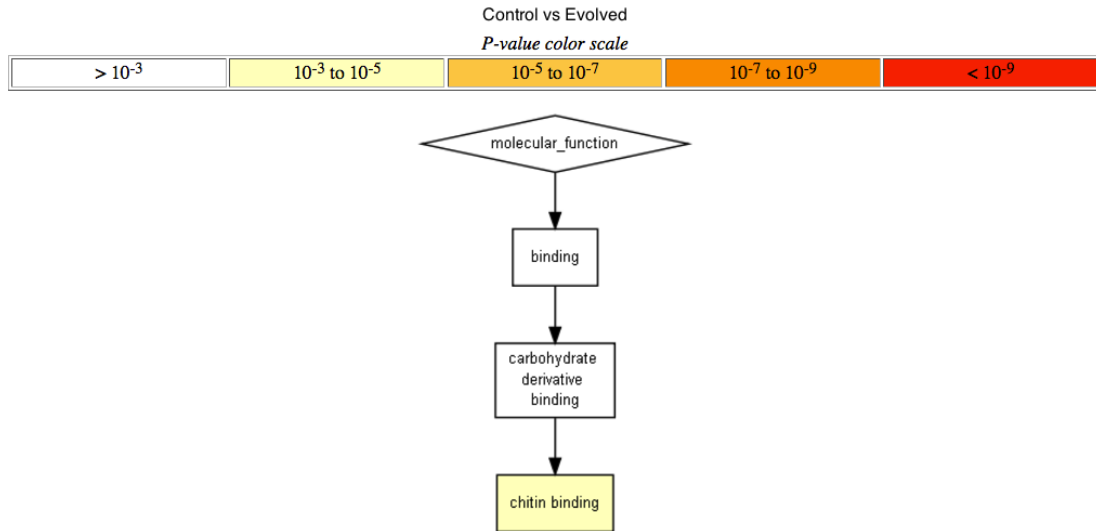 Control vs Evolved
P-value color scale
> 10-3 10-3 to 10-5 10-5 to 10-7 10-7 to 10-9 < 10-9
molecular_function
binding
carbohydrate
derivative
binding
chitin binding